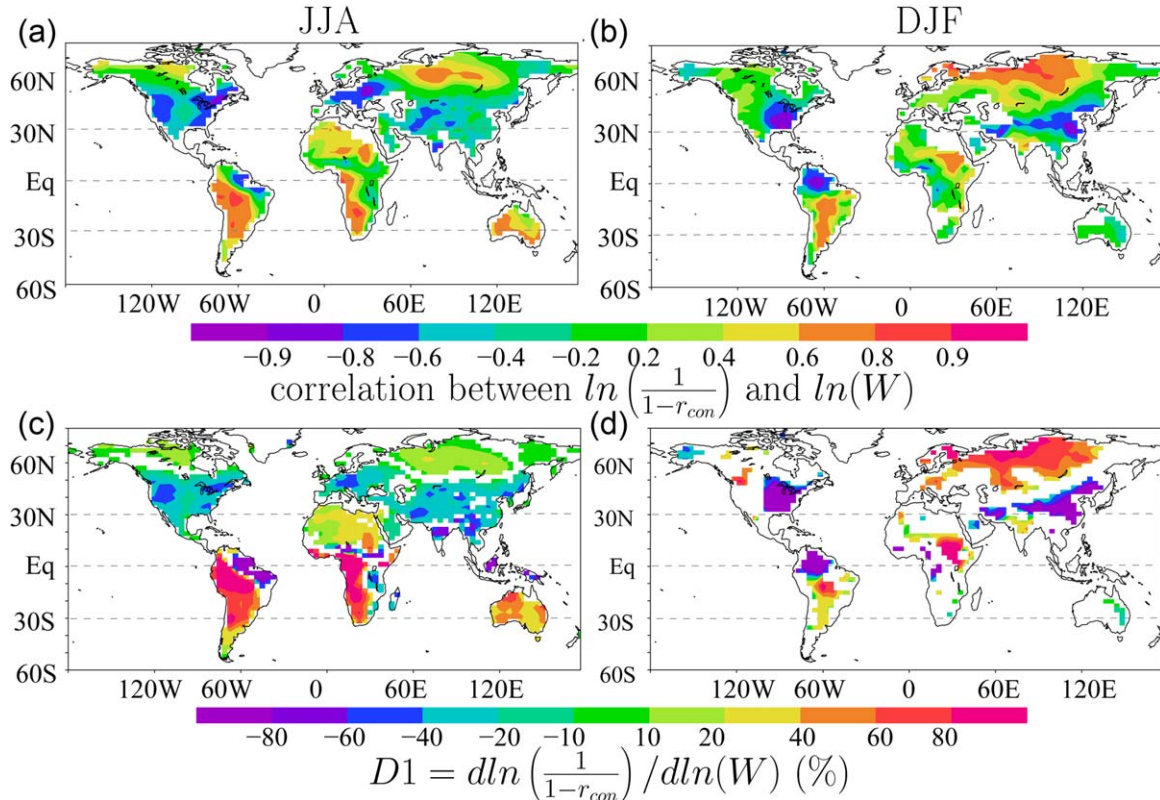 JJA
DJF
(a)
(b)
60N
30N
Eq
30S
60S
120W 60W 0 60E 120E
60N
30N
Eq
30S
60S
120W 60W 0 60E 120E
−0.9 −0.8 −0.6 −0.4 −0.2 0.2 0.4 0.6 0.8 0.9
correlation between ln(1/(1−r_con)) and ln(W)
(c)
(d)
60N
30N
Eq
30S
60S
120W 60W 0 60E 120E
60N
30N
Eq
30S
60S
120W 60W 0 60E 120E
−80 −60 −40 −20 −10 10 20 40 60 80
D1 = dln(1/(1−r_con))/dln(W) (%)